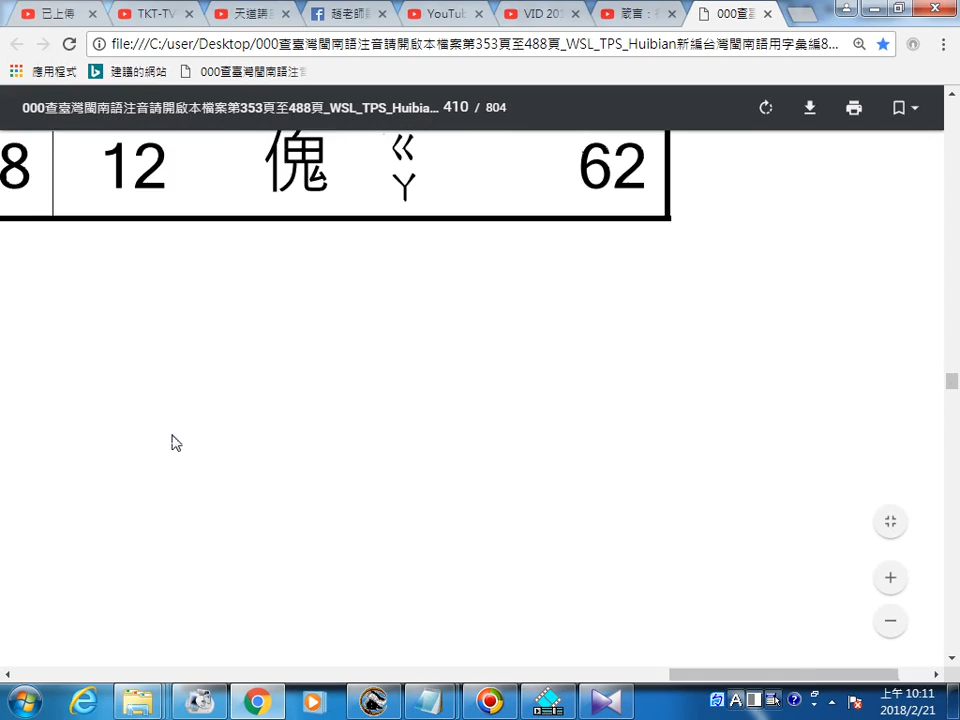 已上傳
TKT-TV
天道講
趙老師
YouTub
VID 201
葳言：
000查臺
file:///C:/user/Desktop/000查臺灣閩南語注音請開啟本檔案第353頁至488頁_WSL_TPS_Huibian新編台灣閩南語用字彙編8...
應用程式
建議的網站
000查臺灣閩南語注音
000查臺灣閩南語注音請開啟本檔案第353頁至488頁_WSL_TPS_Huibia... 410 / 804
8 12 傀 ㄍㄚ 62
上午 10:11
2018/2/21